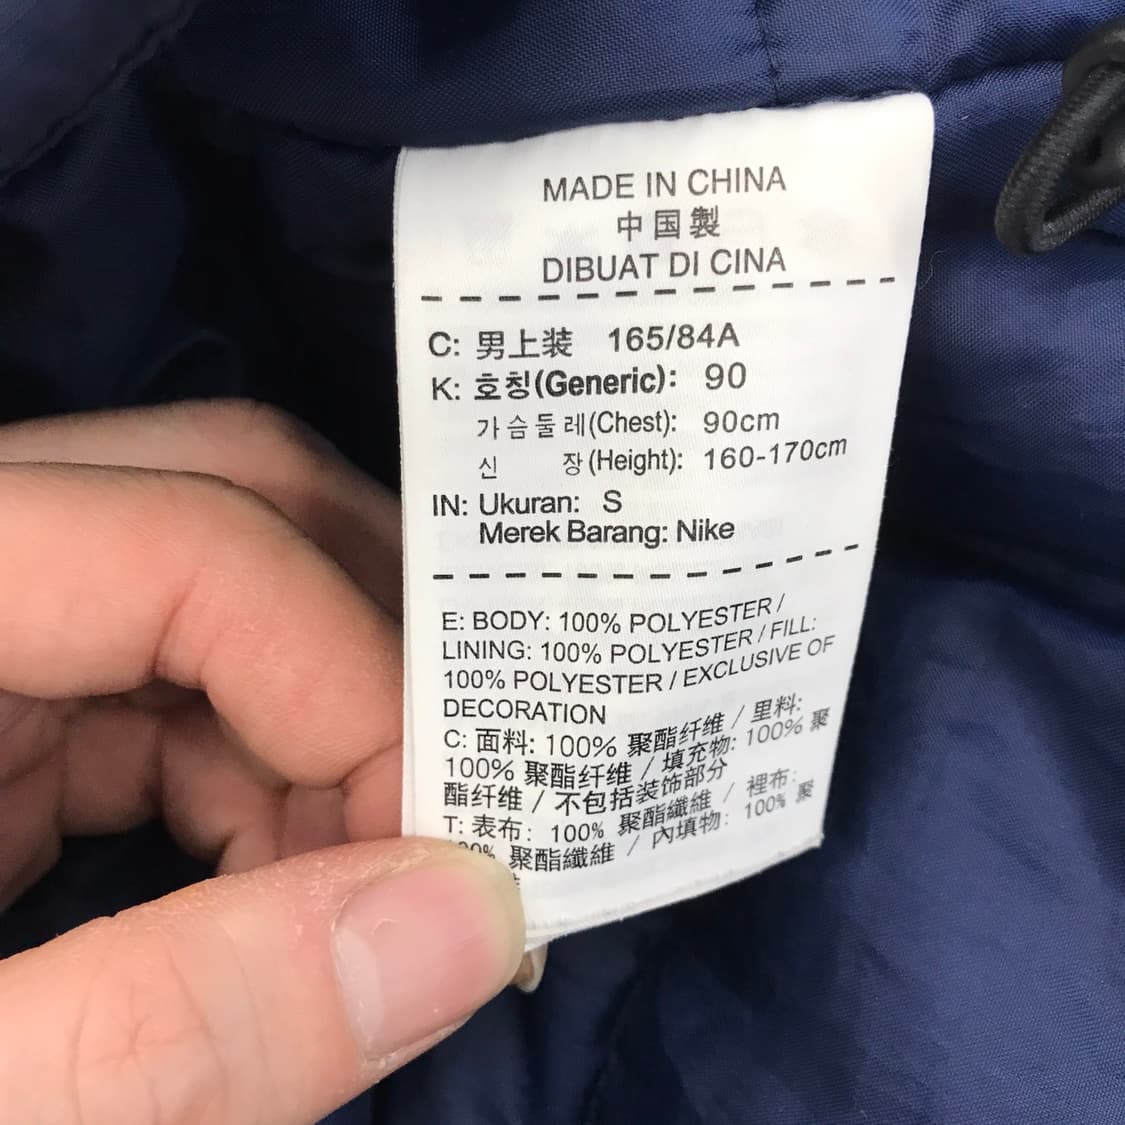 MADE IN CHINA
中国製
DIBUAT DI CINA
C: 男上装 165/84A
K: 호칭(Generic): 90
가슴둘레(Chest): 90cm
신 장(Height): 160-170cm
IN: Ukuran: S
Merek Barang: Nike
E: BODY: 100% POLYESTER /
LINING: 100% POLYESTER / FILL:
100% POLYESTER / EXCLUSIVE OF
DECORATION
C: 面料: 100% 聚酯纤维 / 里料:
100% 聚酯纤维 / 填充物: 100% 聚
酯纤维 / 不包括装饰部分
T: 表布: 100% 聚酯纖維 / 裡布:
聚酯纖維 / 內填物: 100% 聚